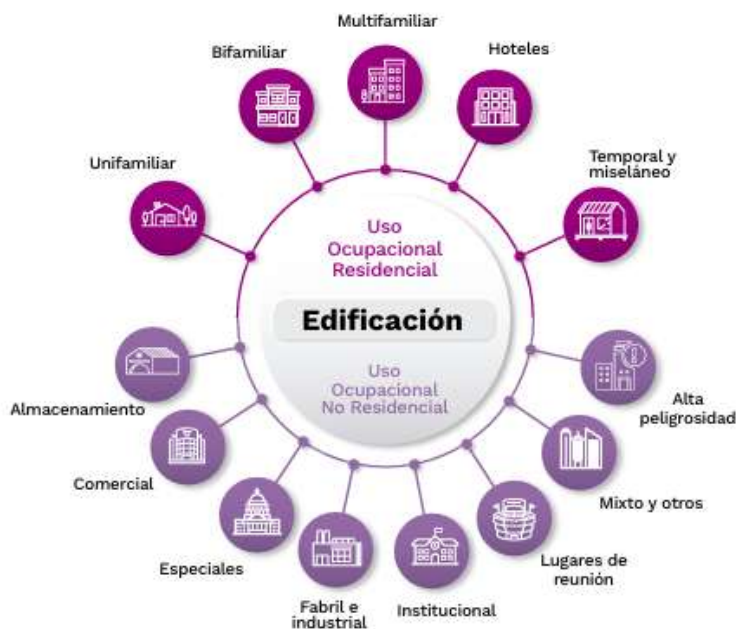 Multifamiliar
Bifamiliar
Hoteles
Unifamiliar
Temporal y
miseláneo
Uso
Ocupacional
Residencial
Edificación
Uso
Ocupacional
No Residencial
Almacenamiento
Alta
peligrosidad
Comercial
Mixto y otros
Especiales
Lugares de
reunión
Fabril e
industrial
Institucional